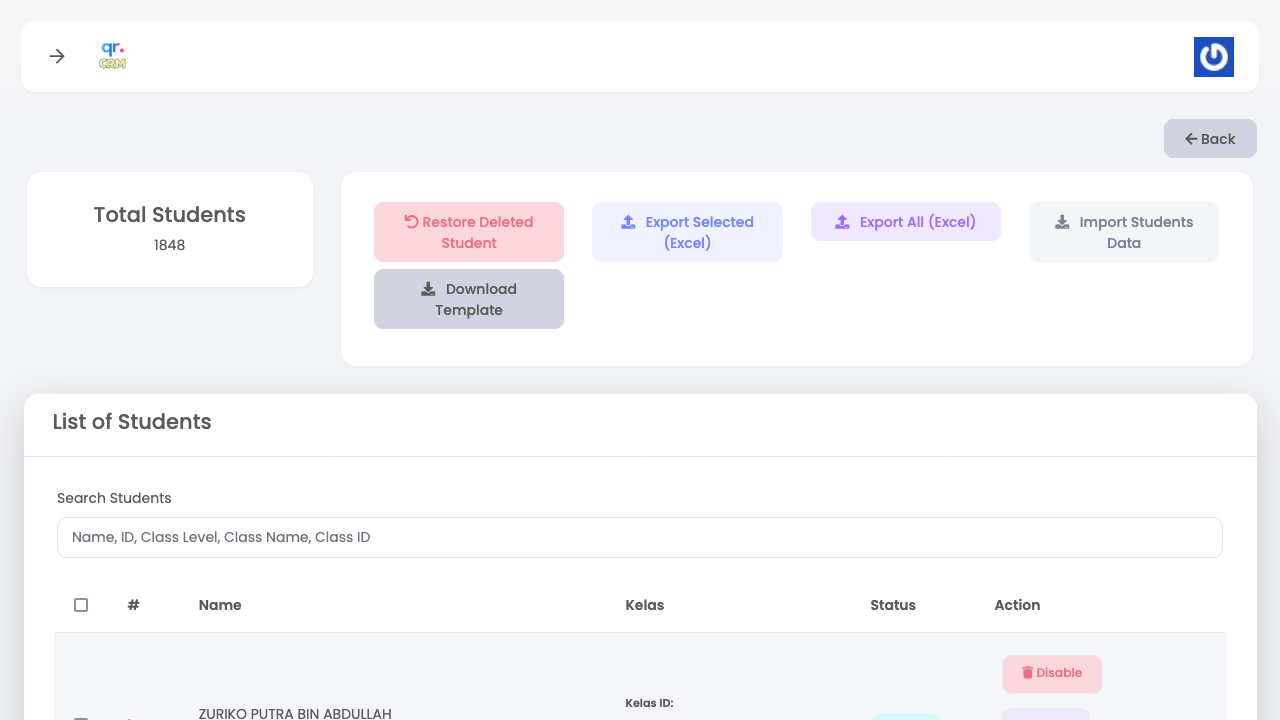 qr.
CRM
Back
Total Students
1848
Restore Deleted
Student
Export Selected
(Excel)
Export All (Excel)
Import Students
Data
Download
Template
List of Students
Search Students
Name, ID, Class Level, Class Name, Class ID
# Name Kelas Status Action
Disable
Kelas ID:
ZURIKO PUTRA BIN ABDULLAH